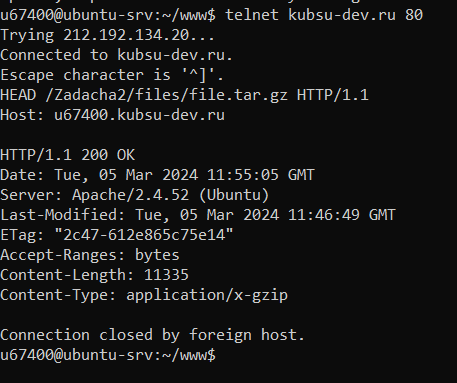 u67400@ubuntu-srv:~/www$ telnet kubsu-dev.ru 80
Trying 212.192.134.20...
Connected to kubsu-dev.ru.
Escape character is '^]'.
HEAD /Zadacha2/files/file.tar.gz HTTP/1.1
Host: u67400.kubsu-dev.ru
HTTP/1.1 200 OK
Date: Tue, 05 Mar 2024 11:55:05 GMT
Server: Apache/2.4.52 (Ubuntu)
Last-Modified: Tue, 05 Mar 2024 11:46:49 GMT
ETag: "2c47-612e865c75e14"
Accept-Ranges: bytes
Content-Length: 11335
Content-Type: application/x-gzip
Connection closed by foreign host.
u67400@ubuntu-srv:~/www$